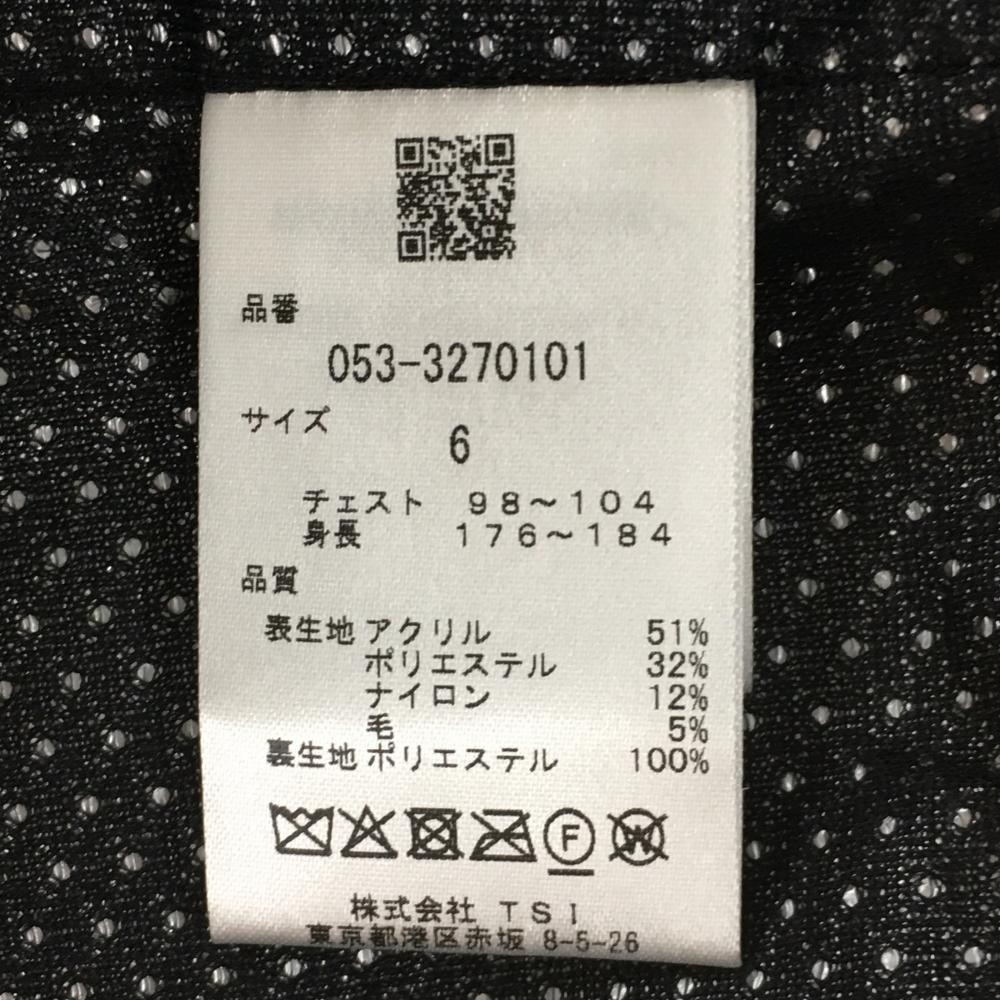 品番
053-3270101
サイズ
6
チェスト 98～104
身長 176～184
品質
表生地 アクリル 51%
ポリエステル 32%
ナイロン 12%
毛 5%
裏生地 ポリエステル 100%
F
W
株式会社 TSI
東京都港区赤坂 8-5-26